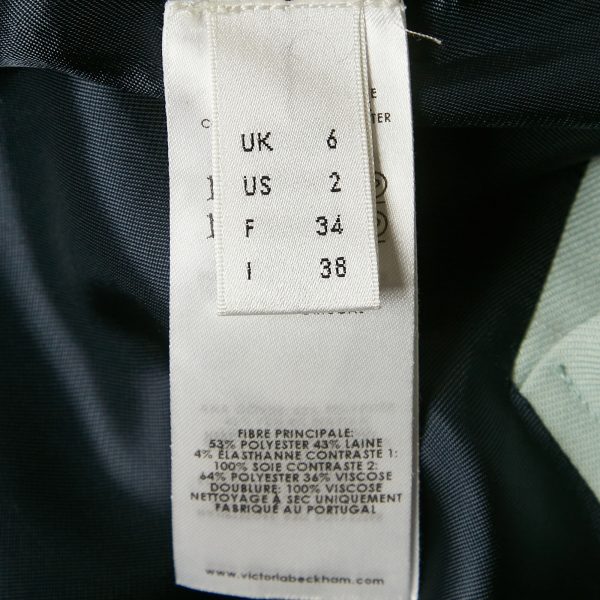 UK 6
US 2
F 34
I 38
FIBRE PRINCIPALE:
53% POLYESTER 43% LAINE
4% ÉLASTHANNE CONTRASTE 1:
100% SOIE CONTRASTE 2:
64% POLYESTER 36% VISCOSE
DOUBLURE: 100% VISCOSE
NETTOYAGE À SEC UNIQUEMENT
FABRIQUÉ AU PORTUGAL
www.victoriabeckham.com